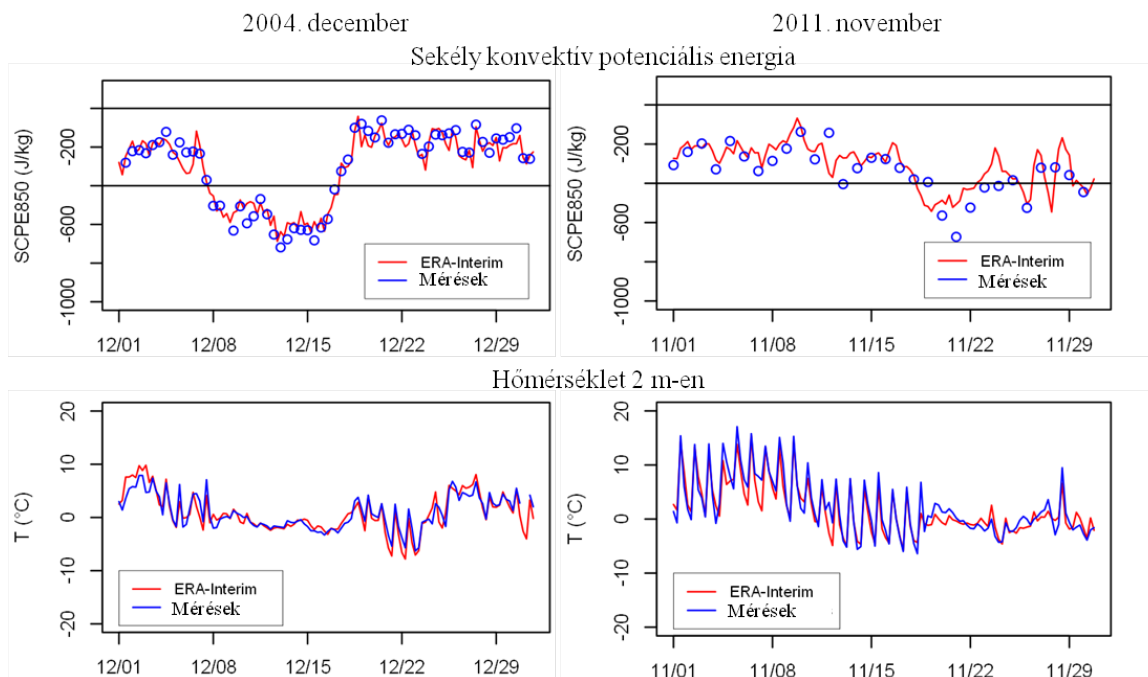 2004. december
2011. november
Sekély konvektív potenciális energia
SCPE850 (J/kg)
-200
-600
-1000
ERA-Interim
Mérések
12/01 12/08 12/15 12/22 12/29
SCPE850 (J/kg)
-200
-600
-1000
ERA-Interim
Mérések
11/01 11/08 11/15 11/22 11/29
Hőmérséklet 2 m-en
T (°C)
20
10
0
-10
-20
ERA-Interim
Mérések
12/01 12/08 12/15 12/22 12/29
T (°C)
20
10
0
-10
-20
ERA-Interim
Mérések
11/01 11/08 11/15 11/22 11/29